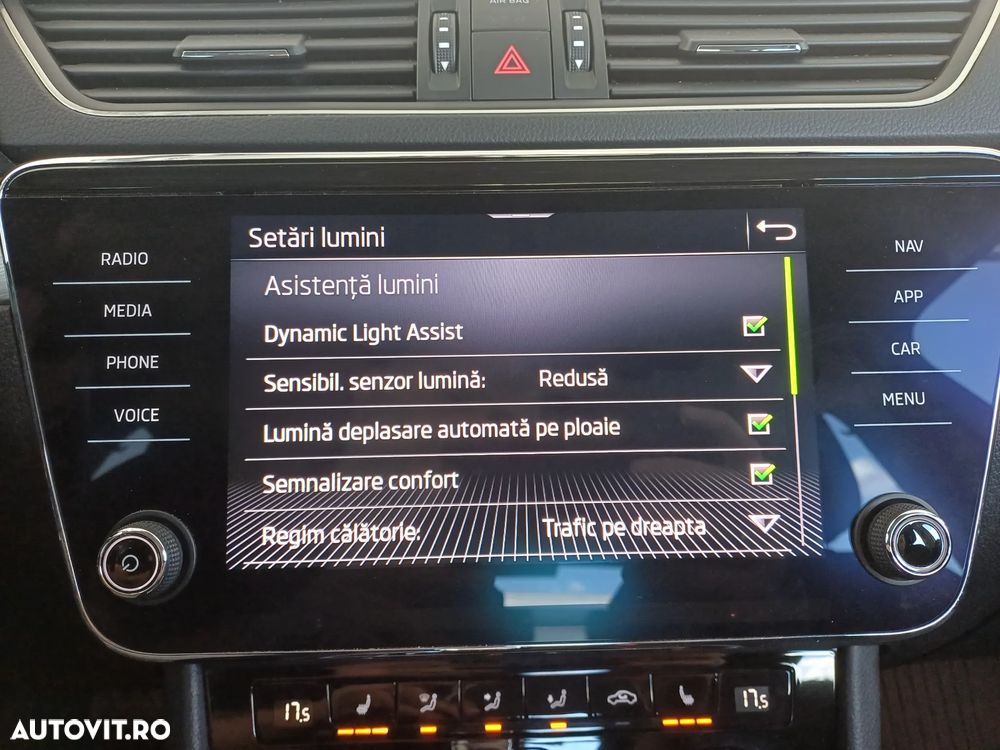 AIR BAG
Setări lumini
Asistență lumini
Dynamic Light Assist
Sensibil. senzor lumină: Redusă
Lumină deplasare automată pe ploaie
Semnalizare confort
Regim călătorie: Trafic pe dreapta
RADIO
MEDIA
PHONE
VOICE
NAV
APP
CAR
MENU
17.5
17.5
AUTOVIT.RO